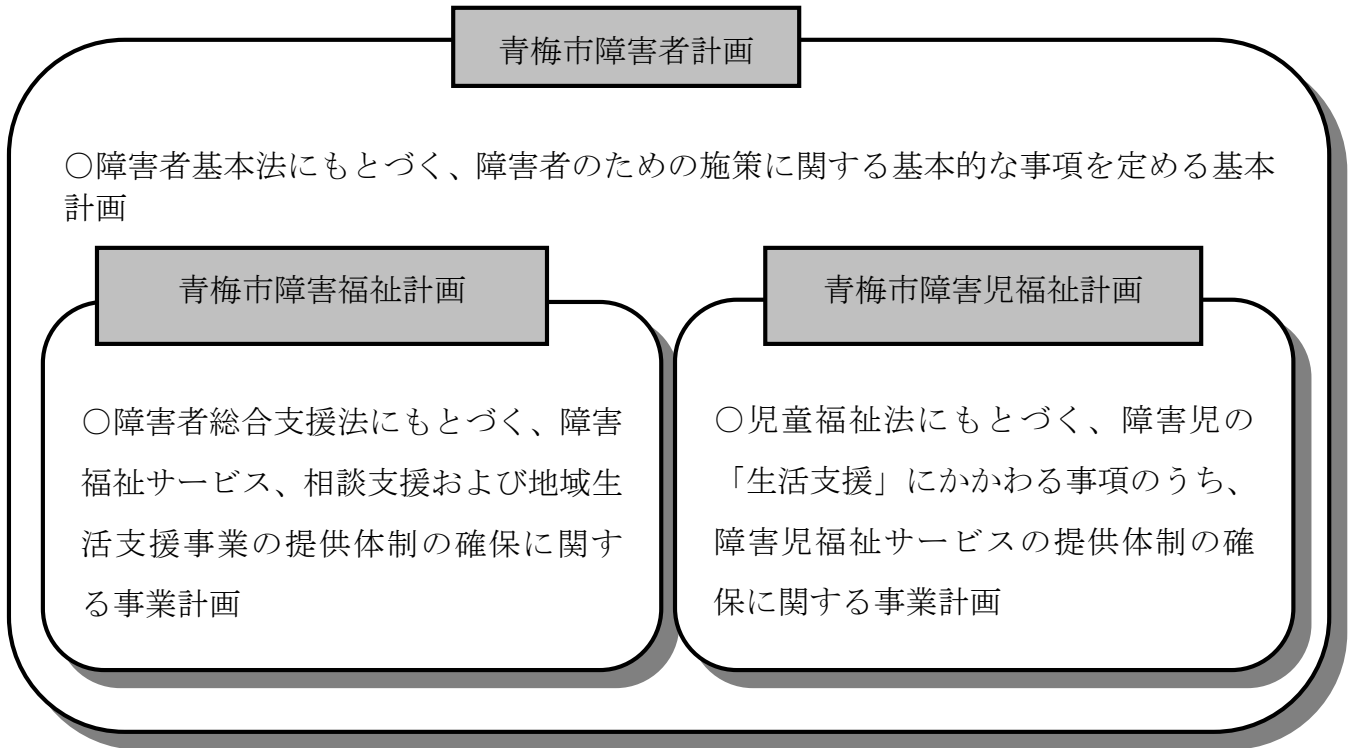 青梅市障害者計画
○障害者基本法にもとづく、障害者のための施策に関する基本的な事項を定める基本
計画
青梅市障害福祉計画
○障害者総合支援法にもとづく、障害
福祉サービス、相談支援および地域生
活支援事業の提供体制の確保に関す
る事業計画
青梅市障害児福祉計画
○児童福祉法にもとづく、障害児の
「生活支援」にかかわる事項のうち、
障害児福祉サービスの提供体制の確
保に関する事業計画